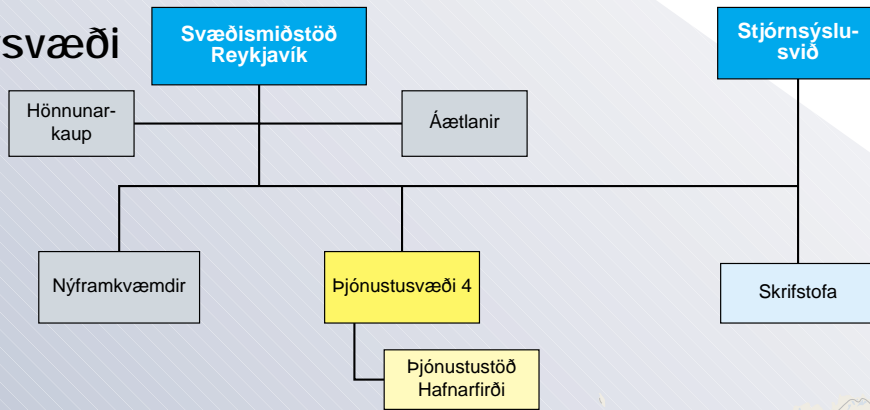 svæði
Svæðismiðstöð
Reykjavík
Stjórnsýslu-
svið
Hönnunar-
kaup
Áætlanir
Nýframkvæmdir
Þjónustusvæði 4
Skrifstofa
Þjónustustöð
Hafnarfirði